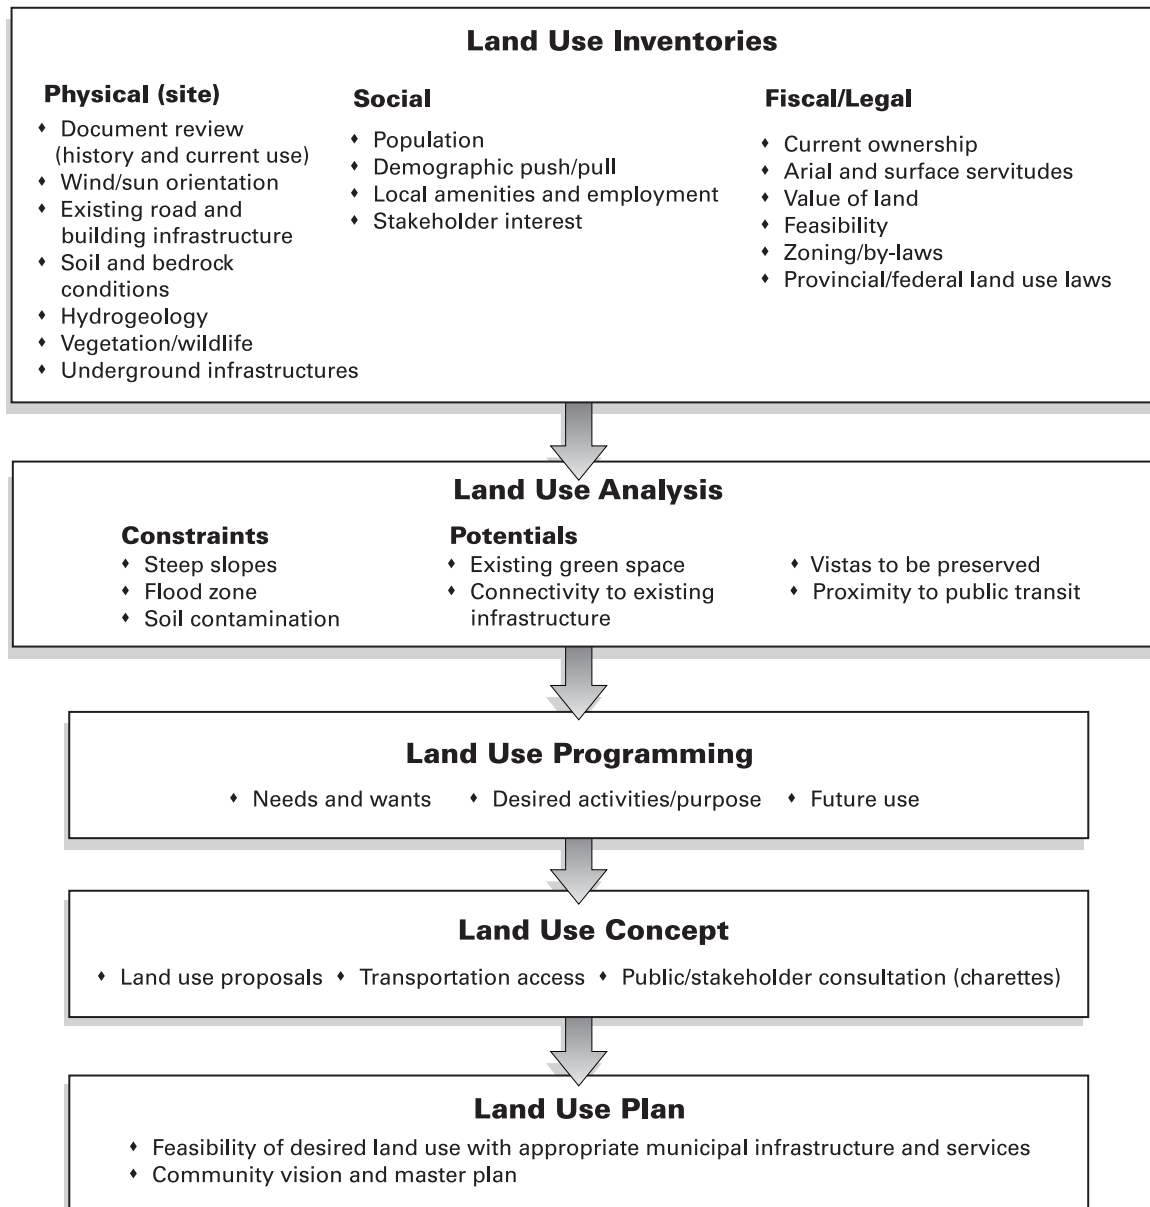 Land Use Inventories
Physical (site)
♦ Document review
(history and current use)
♦ Wind/sun orientation
♦ Existing road and
building infrastructure
♦ Soil and bedrock
conditions
♦ Hydrogeology
♦ Vegetation/wildlife
♦ Underground infrastructures
Social
♦ Population
♦ Demographic push/pull
♦ Local amenities and employment
♦ Stakeholder interest
Fiscal/Legal
♦ Current ownership
♦ Arial and surface servitudes
♦ Value of land
♦ Feasibility
♦ Zoning/by-laws
♦ Provincial/federal land use laws
Land Use Analysis
Constraints
♦ Steep slopes
♦ Flood zone
♦ Soil contamination
Potentials
♦ Existing green space
♦ Connectivity to existing
infrastructure
♦ Vistas to be preserved
♦ Proximity to public transit
Land Use Programming
♦ Needs and wants ♦ Desired activities/purpose ♦ Future use
Land Use Concept
♦ Land use proposals ♦ Transportation access ♦ Public/stakeholder consultation (charettes)
Land Use Plan
♦ Feasibility of desired land use with appropriate municipal infrastructure and services
♦ Community vision and master plan